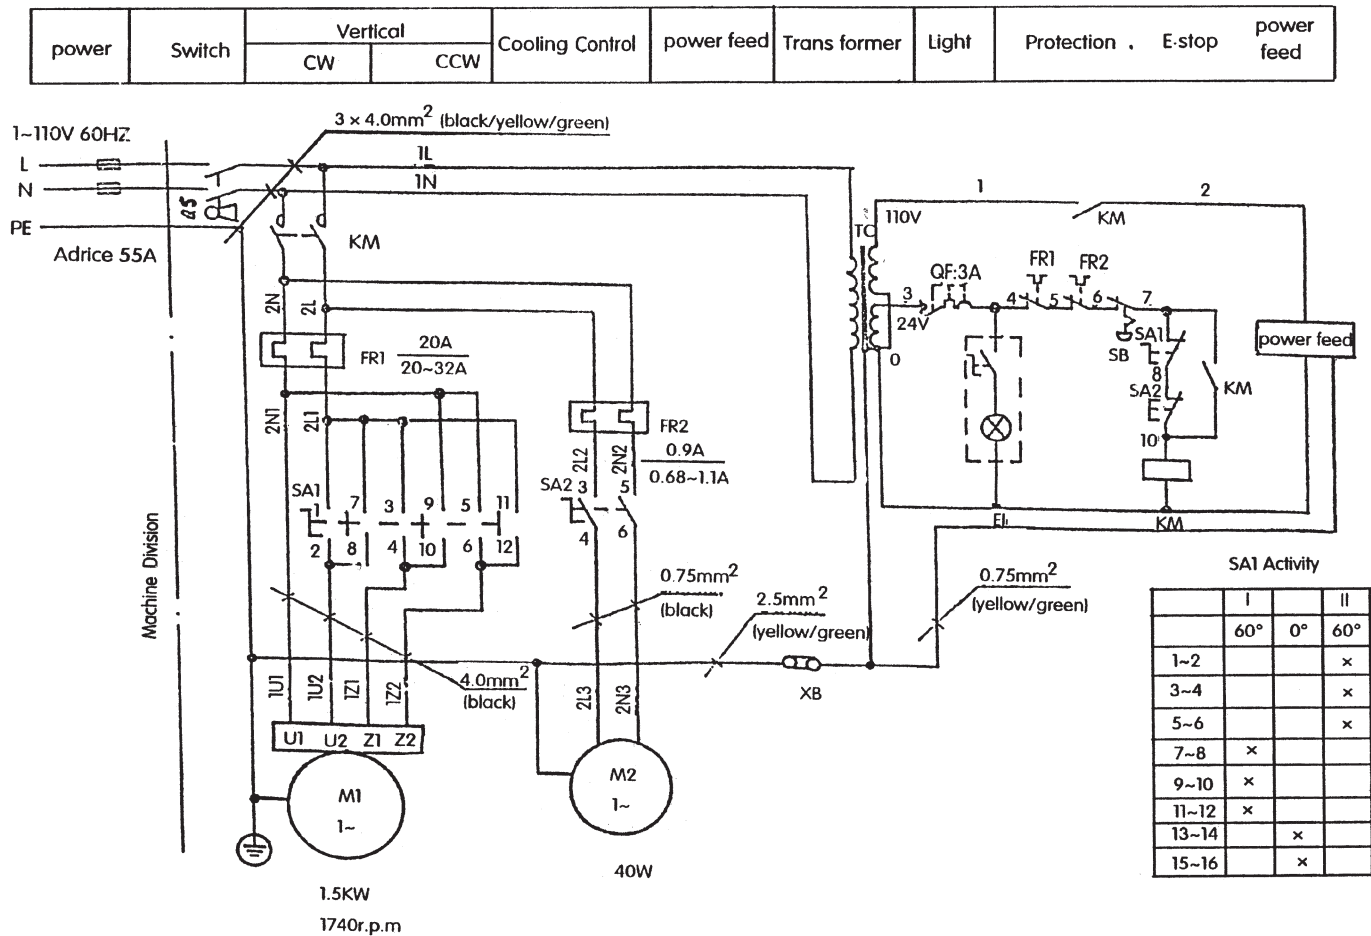 power Switch Vertical Cooling Control power feed Trans former Light Protection . E-stop power feed
CW CCW
3 × 4.0mm² (black/yellow/green)
1~110V 60HZ
L
N
PE
QS
Adrice 55A
1L
1N
KM
2N
2L
FR1
20A
20~32A
2N1
2L1
SA1
7
3
9
5
11
2
8
4
10
6
12
FR2
0.9A
0.68~1.1A
2L2
2N2
SA2
3
5
4
6
Machine Division
0.75mm²
(black)
2.5mm²
(yellow/green)
0.75mm²
(yellow/green)
4.0mm²
(black)
XB
1U1
1U2
1Z1
1Z2
U1 U2 Z1 Z2
2L3
2N3
M1
1~
1.5KW
1740r.p.m
M2
1~
40W
TC
110V
1
KM
2
3
24V
0
QF:3A
4
FR1
5
FR2
6
7
SB
SA1
8
SA2
10
KM
KM
EL
power feed
SA1 Activity
I II
60° 0° 60°
1~2 ×
3~4 ×
5~6 ×
7~8 ×
9~10 ×
11~12 ×
13~14 ×
15~16 ×